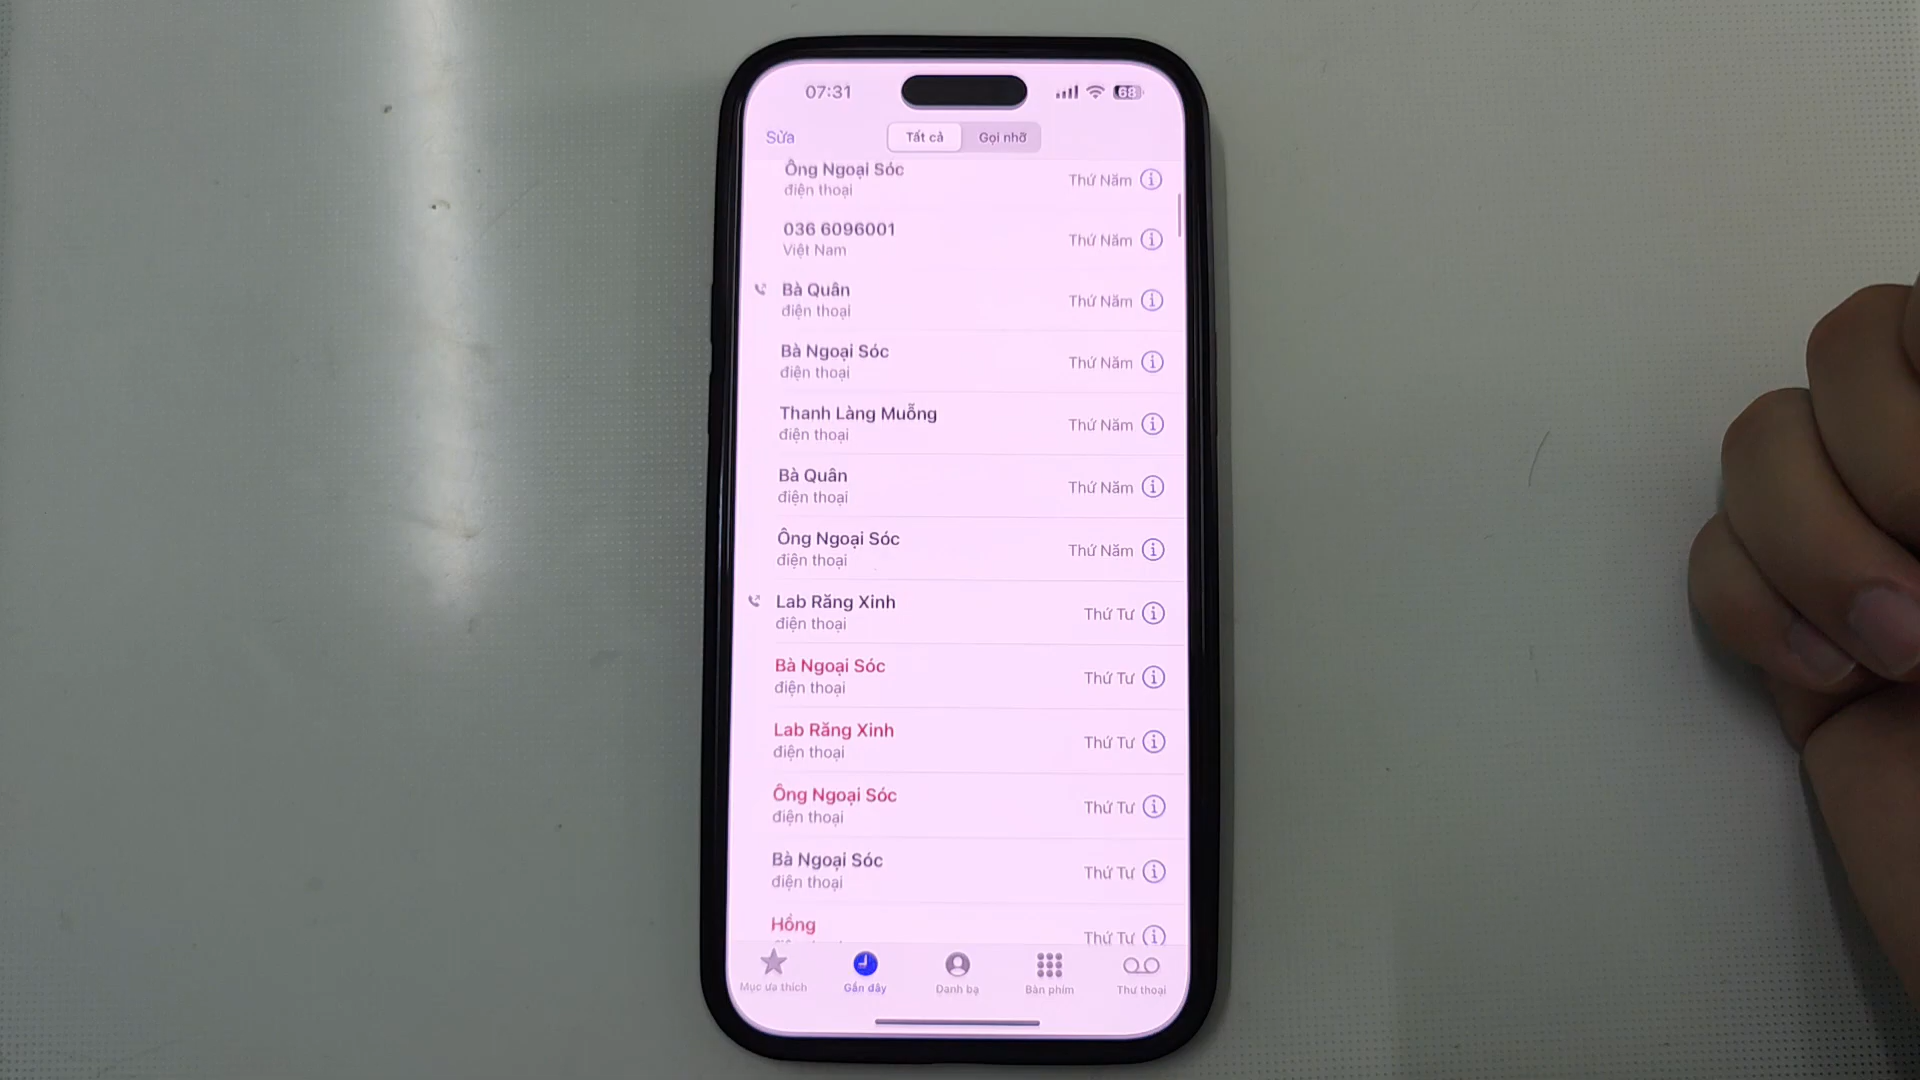 07:31
68
Sửa
Tất cả
Gọi nhỡ
Ông Ngoại Sóc
điện thoại
Thứ Năm
036 6096001
Việt Nam
Thứ Năm
Bà Quân
điện thoại
Thứ Năm
Bà Ngoại Sóc
điện thoại
Thứ Năm
Thanh Làng Muỗng
điện thoại
Thứ Năm
Bà Quân
điện thoại
Thứ Năm
Ông Ngoại Sóc
điện thoại
Thứ Năm
Lab Răng Xinh
điện thoại
Thứ Tư
Bà Ngoại Sóc
điện thoại
Thứ Tư
Lab Răng Xinh
điện thoại
Thứ Tư
Ông Ngoại Sóc
điện thoại
Thứ Tư
Bà Ngoại Sóc
điện thoại
Thứ Tư
Hồng
Thứ Tư
Mục ưa thích
Gần đây
Danh bạ
Bàn phím
Thư thoại